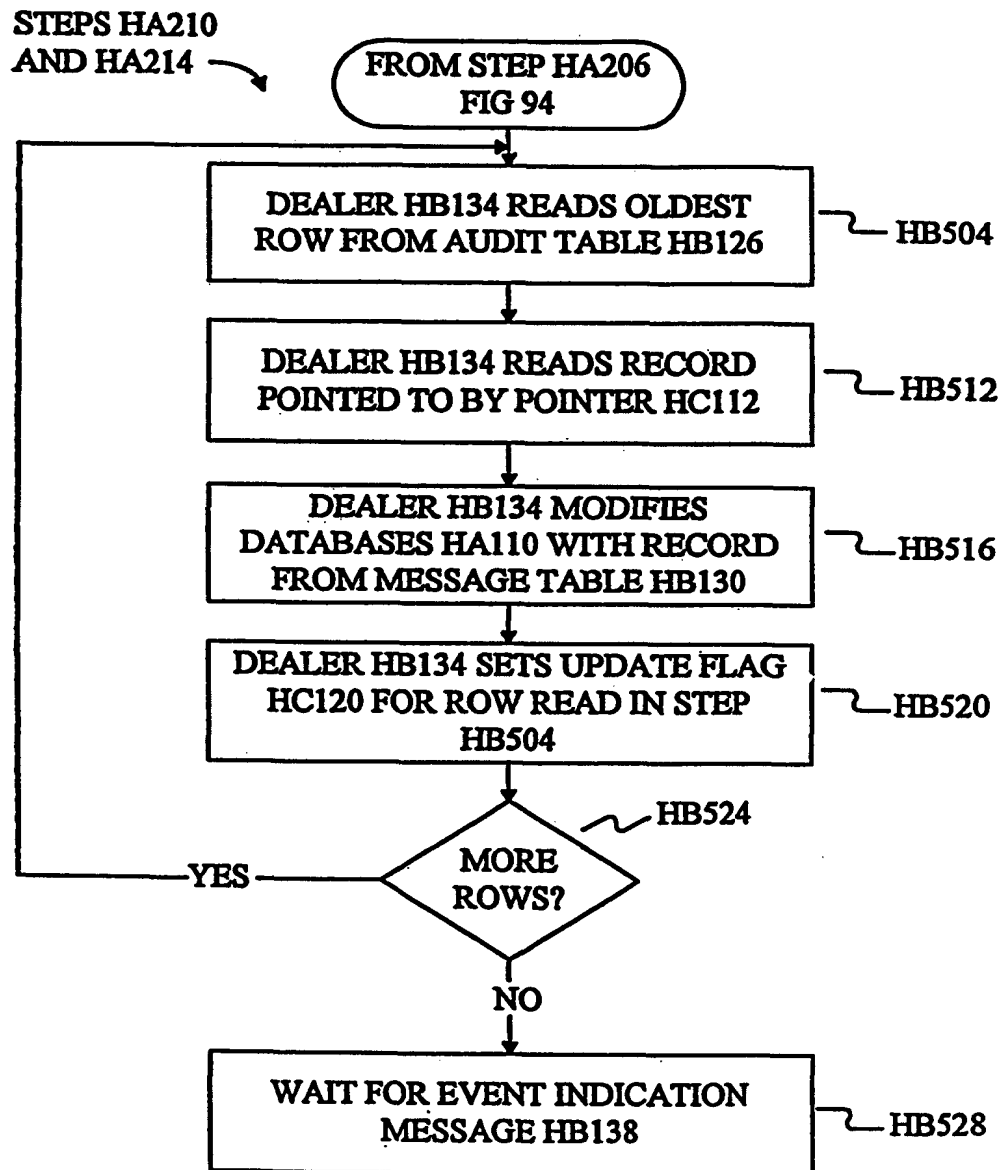 STEPS HA210
AND HA214
FROM STEP HA206
FIG 94
DEALER HB134 READS OLDEST
ROW FROM AUDIT TABLE HB126
HB504
DEALER HB134 READS RECORD
POINTED TO BY POINTER HC112
HB512
DEALER HB134 MODIFIES
DATABASES HA110 WITH RECORD
FROM MESSAGE TABLE HB130
HB516
DEALER HB134 SETS UPDATE FLAG
HC120 FOR ROW READ IN STEP
HB504
HB520
HB524
MORE
ROWS?
YES
NO
WAIT FOR EVENT INDICATION
MESSAGE HB138
HB528